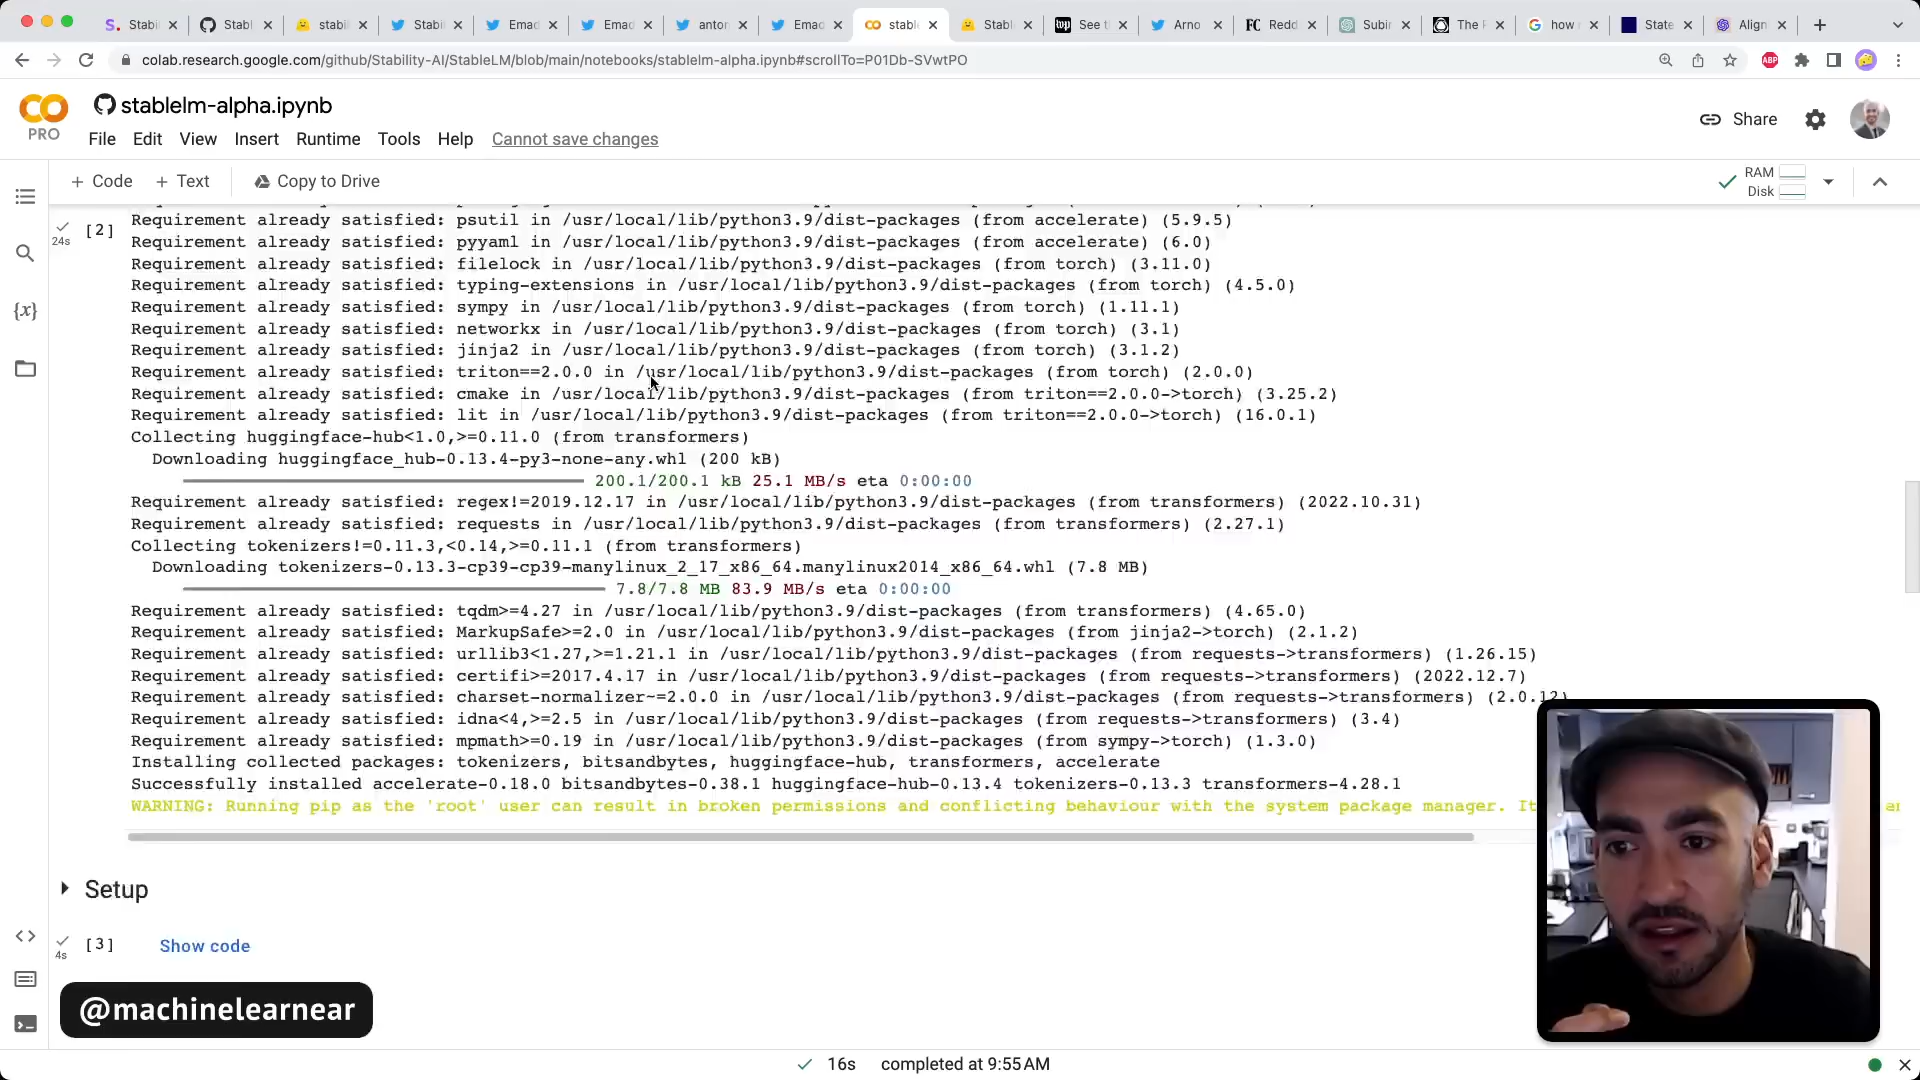 Stabi
Stabl
stabil
Stabil
Emad
Emad
anton
Emad
stable
Stable
See t
Arno
FC Redd
Subir
The
how
State
Align
colab.research.google.com/github/Stability-AI/StableLM/blob/main/notebooks/stablelm-alpha.ipynb#scrollTo=P01Db-SVwtPO
ABP
PRO
stablelm-alpha.ipynb
File Edit View Insert Runtime Tools Help Cannot save changes
Share
+ Code + Text Copy to Drive
RAM
Disk
24s
[2]
Requirement already satisfied: psutil in /usr/local/lib/python3.9/dist-packages (from accelerate) (5.9.5)
Requirement already satisfied: pyyaml in /usr/local/lib/python3.9/dist-packages (from accelerate) (6.0)
Requirement already satisfied: filelock in /usr/local/lib/python3.9/dist-packages (from torch) (3.11.0)
Requirement already satisfied: typing-extensions in /usr/local/lib/python3.9/dist-packages (from torch) (4.5.0)
Requirement already satisfied: sympy in /usr/local/lib/python3.9/dist-packages (from torch) (1.11.1)
Requirement already satisfied: networkx in /usr/local/lib/python3.9/dist-packages (from torch) (3.1)
Requirement already satisfied: jinja2 in /usr/local/lib/python3.9/dist-packages (from torch) (3.1.2)
Requirement already satisfied: triton==2.0.0 in /usr/local/lib/python3.9/dist-packages (from torch) (2.0.0)
Requirement already satisfied: cmake in /usr/local/lib/python3.9/dist-packages (from triton==2.0.0->torch) (3.25.2)
Requirement already satisfied: lit in /usr/local/lib/python3.9/dist-packages (from triton==2.0.0->torch) (16.0.1)
Collecting huggingface-hub<1.0,>=0.11.0 (from transformers)
Downloading huggingface_hub-0.13.4-py3-none-any.whl (200 kB)
200.1/200.1 kB 25.1 MB/s eta 0:00:00
Requirement already satisfied: regex!=2019.12.17 in /usr/local/lib/python3.9/dist-packages (from transformers) (2022.10.31)
Requirement already satisfied: requests in /usr/local/lib/python3.9/dist-packages (from transformers) (2.27.1)
Collecting tokenizers!=0.11.3,<0.14,>=0.11.1 (from transformers)
Downloading tokenizers-0.13.3-cp39-cp39-manylinux_2_17_x86_64.manylinux2014_x86_64.whl (7.8 MB)
7.8/7.8 MB 83.9 MB/s eta 0:00:00
Requirement already satisfied: tqdm>=4.27 in /usr/local/lib/python3.9/dist-packages (from transformers) (4.65.0)
Requirement already satisfied: MarkupSafe>=2.0 in /usr/local/lib/python3.9/dist-packages (from jinja2->torch) (2.1.2)
Requirement already satisfied: urllib3<1.27,>=1.21.1 in /usr/local/lib/python3.9/dist-packages (from requests->transformers) (1.26.15)
Requirement already satisfied: certifi>=2017.4.17 in /usr/local/lib/python3.9/dist-packages (from requests->transformers) (2022.12.7)
Requirement already satisfied: charset-normalizer~=2.0.0 in /usr/local/lib/python3.9/dist-packages (from requests->transformers) (2.0.12)
Requirement already satisfied: idna<4,>=2.5 in /usr/local/lib/python3.9/dist-packages (from requests->transformers) (3.4)
Requirement already satisfied: mpmath>=0.19 in /usr/local/lib/python3.9/dist-packages (from sympy->torch) (1.3.0)
Installing collected packages: tokenizers, bitsandbytes, huggingface-hub, transformers, accelerate
Successfully installed accelerate-0.18.0 bitsandbytes-0.38.1 huggingface-hub-0.13.4 tokenizers-0.13.3 transformers-4.28.1
WARNING: Running pip as the 'root' user can result in broken permissions and conflicting behaviour with the system package manager. It
Setup
4s
[3] Show code
@machinelearnear
16s completed at 9:55 AM